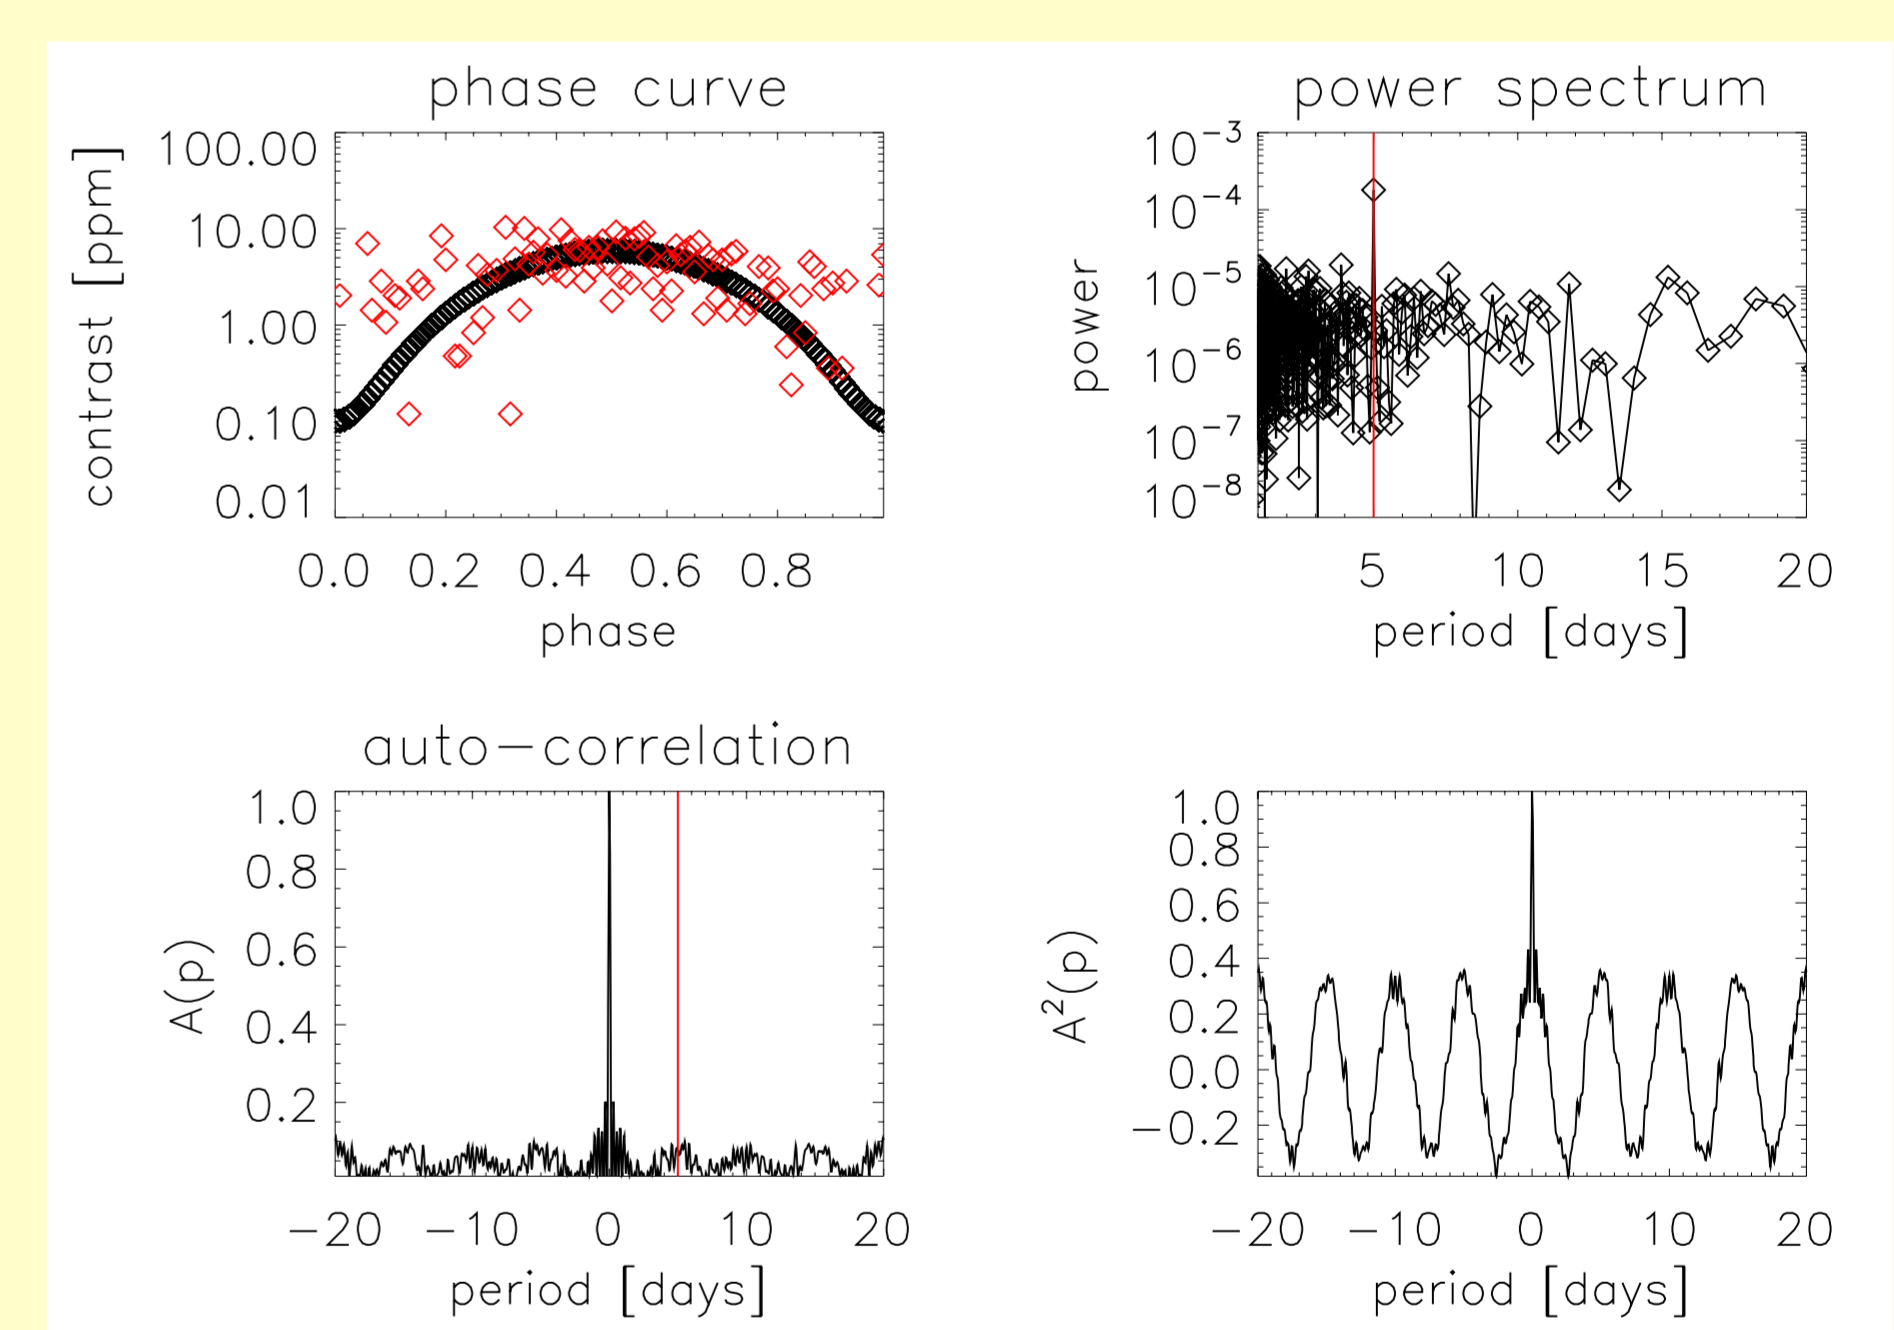 phase curve
contrast [ppm]
100.00
10.00
1.00
0.10
0.01
0.0 0.2 0.4 0.6 0.8
phase
power spectrum
power
10-3
10-4
10-5
10-6
10-7
10-8
5 10 15 20
period [days]
auto-correlation
A(p)
1.0
0.8
0.6
0.4
0.2
-20 -10 0 10 20
period [days]
A2(p)
1.0
0.8
0.6
0.4
0.2
0.0
-0.2
-20 -10 0 10 20
period [days]